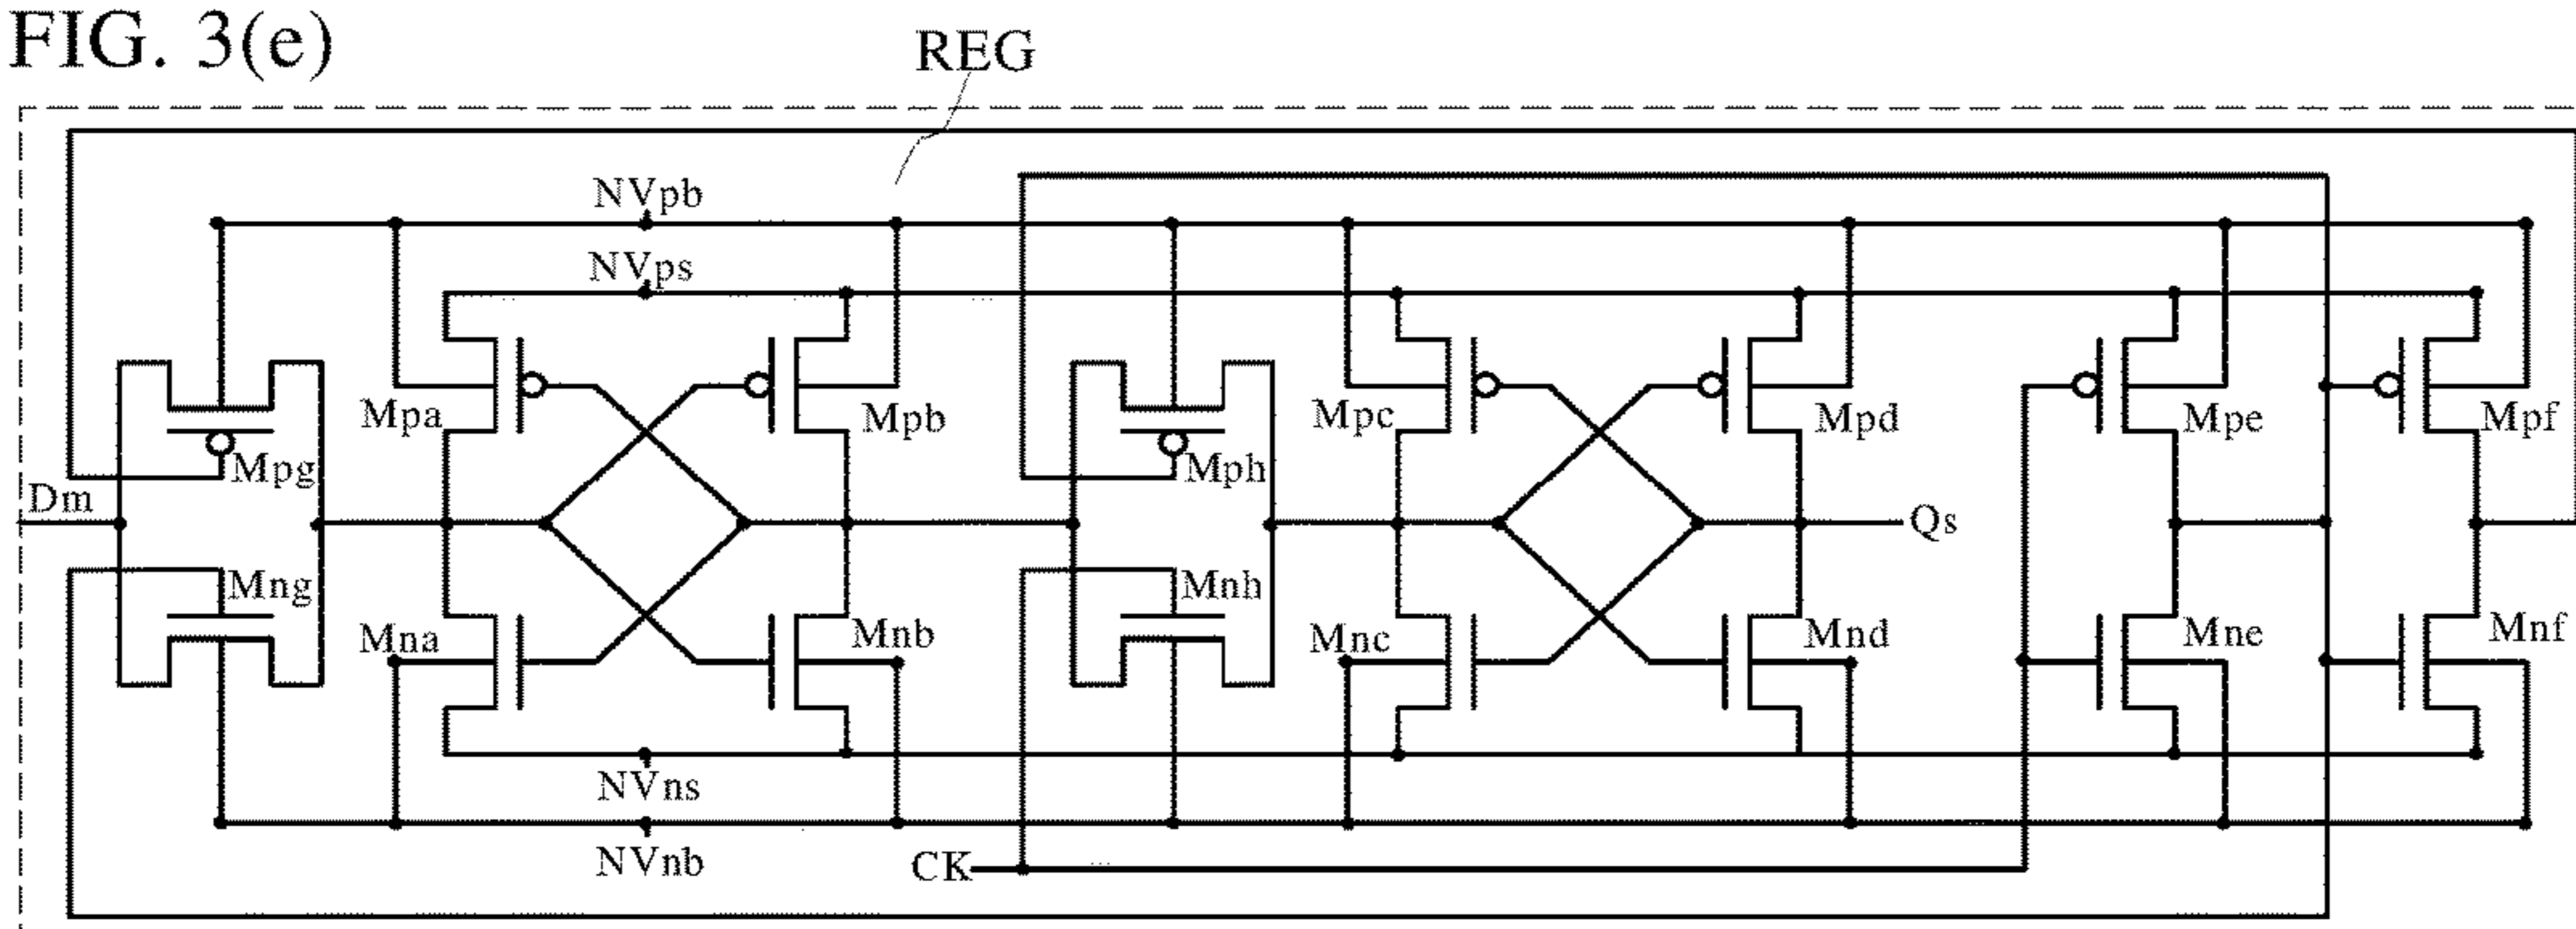 FIG. 3(e)
REG
NVpb
NVps
Mpa
Mpb
Mpc
Mpd
Mpe
Mpf
Mpg
Mph
Dm
Qs
Mng
Mnh
Mna
Mnb
Mnc
Mnd
Mne
Mnf
NVns
NVnb
CK